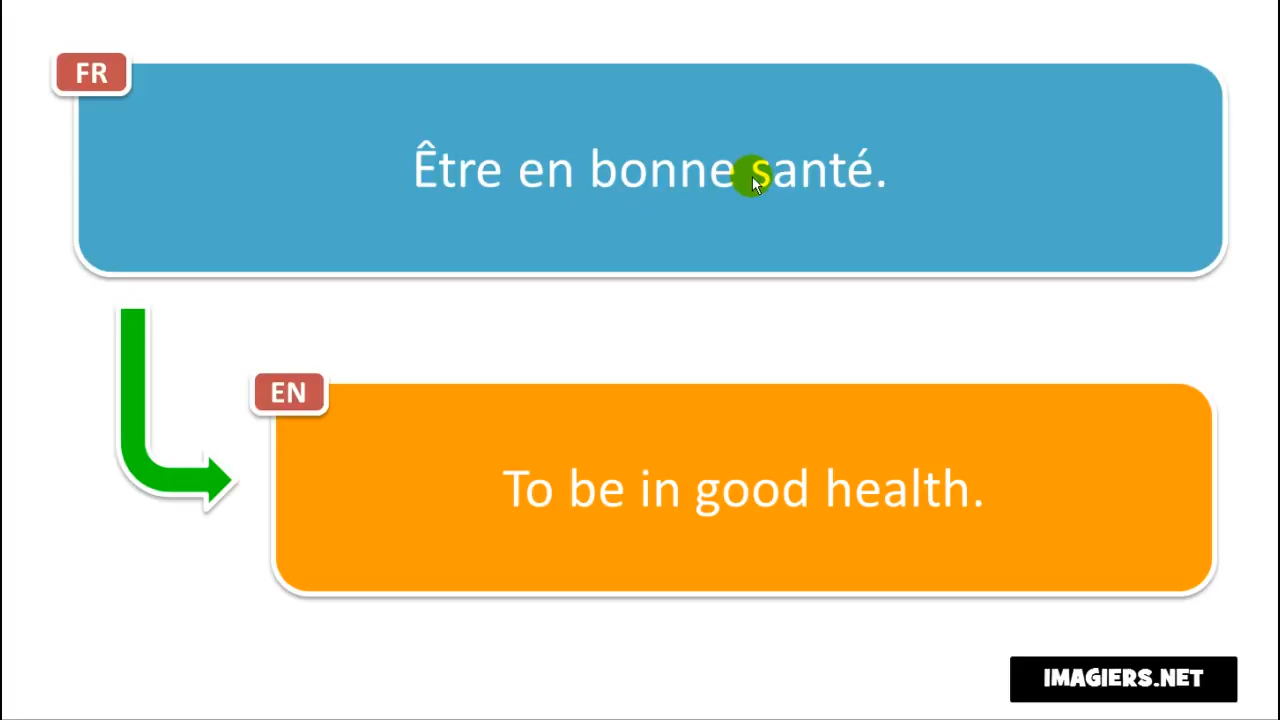 FR
Être en bonne santé.
EN
To be in good health.
IMAGIERS.NET